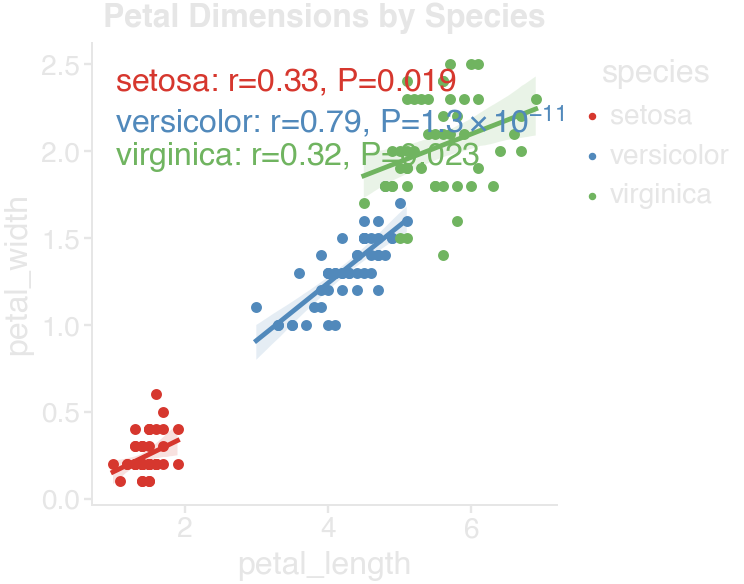 Petal Dimensions by Species
setosa: r=0.33, P=0.019
versicolor: r=0.79, P=1.3×10⁻¹¹
virginica: r=0.32, P=0.023
species
setosa
versicolor
virginica
petal_width
2.5
2.0
1.5
1.0
0.5
0.0
2 4 6
petal_length